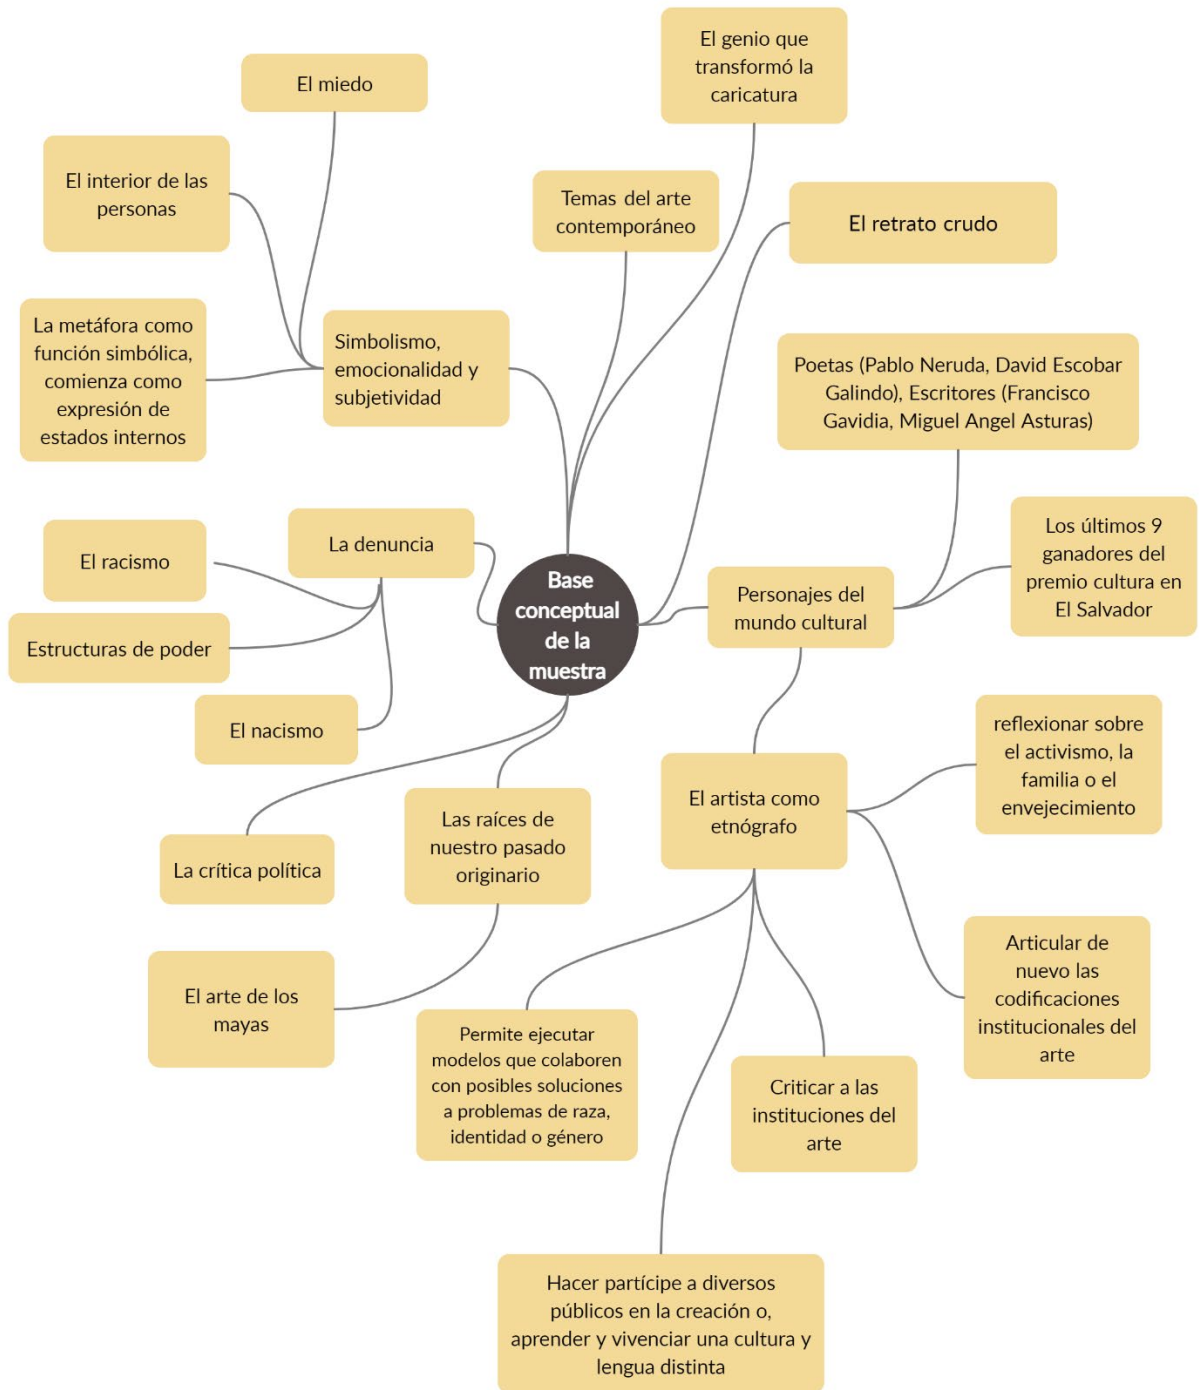 El genio que
transformó la
caricatura
El miedo
El interior de las
personas
Temas del arte
contemporáneo
El retrato crudo
La metáfora como
función simbólica,
comienza como
expresión de
estados internos
Simbolismo,
emocionalidad y
subjetividad
Poetas (Pablo Neruda, David Escobar
Galindo), Escritores (Francisco
Gavidia, Miguel Angel Asturas)
Los últimos 9
ganadores del
premio cultura en
El Salvador
La denuncia
El racismo
Estructuras de poder
El nacismo
Base
conceptual
de la
muestra
Personajes del
mundo cultural
reflexionar sobre
el activismo, la
familia o el
envejecimiento
El artista como
etnógrafo
Las raíces de
nuestro pasado
originario
La crítica política
El arte de los
mayas
Articular de
nuevo las
codificaciones
institucionales del
arte
Permite ejecutar
modelos que colaboren
con posibles soluciones
a problemas de raza,
identidad o género
Criticar a las
instituciones del
arte
Hacer partícipe a diversos
públicos en la creación o,
aprender y vivenciar una cultura y
lengua distinta